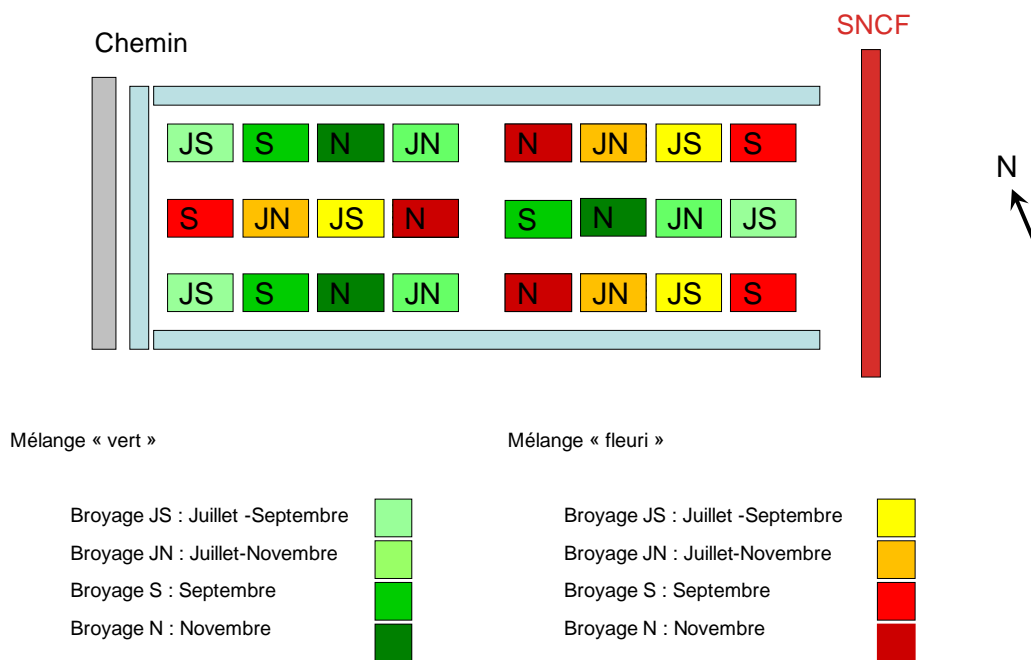 SNCF
Chemin
JS S N JN N JN JS S
N
S JN JS N S N JN JS
JS S N JN N JN JS S
Mélange « vert »
Mélange « fleuri »
Broyage JS : Juillet -Septembre
Broyage JN : Juillet-Novembre
Broyage S : Septembre
Broyage N : Novembre
Broyage JS : Juillet -Septembre
Broyage JN : Juillet-Novembre
Broyage S : Septembre
Broyage N : Novembre